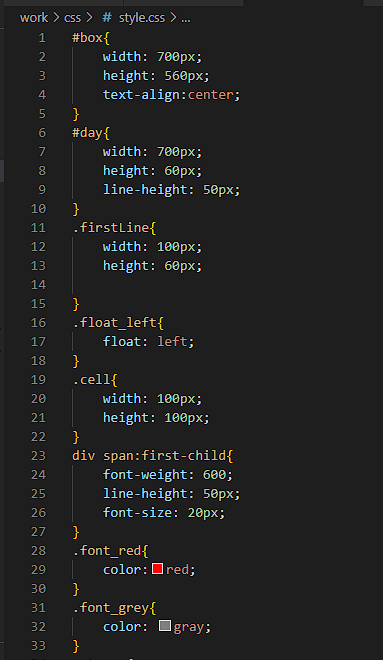 work > css > # style.css > ...
1 #box{
2 width: 700px;
3 height: 560px;
4 text-align:center;
5 }
6 #day{
7 width: 700px;
8 height: 60px;
9 line-height: 50px;
10 }
11 .firstLine{
12 width: 100px;
13 height: 60px;
14
15 }
16 .float_left{
17 float: left;
18 }
19 .cell{
20 width: 100px;
21 height: 100px;
22 }
23 div span:first-child{
24 font-weight: 600;
25 line-height: 50px;
26 font-size: 20px;
27 }
28 .font_red{
29 color: red;
30 }
31 .font_grey{
32 color: gray;
33 }